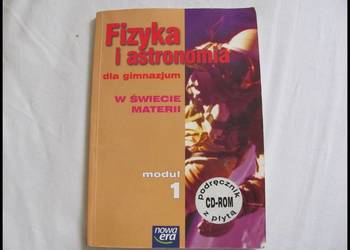 Fizyka
i astronomia
dla gimnazjum
W ŚWIECIE
MATERII
moduł
1
podręcznik
CD-ROM
z płytą
nowa
era